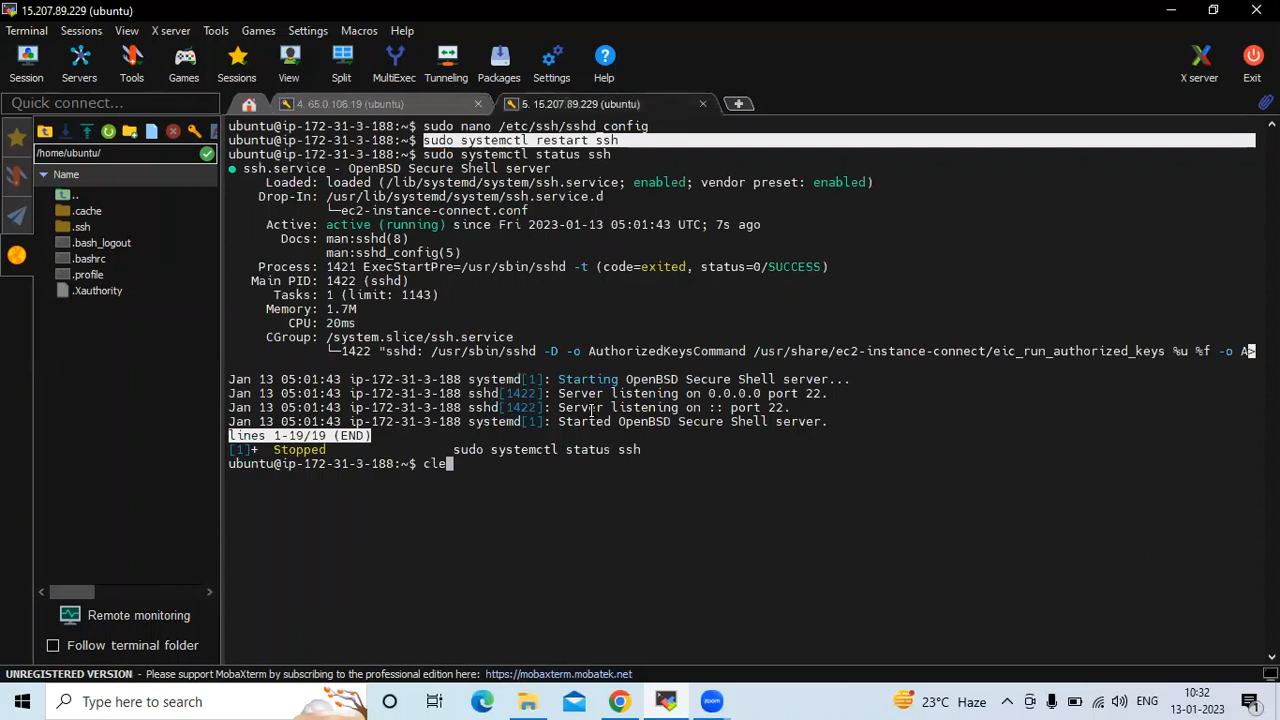 15.207.89.229 (ubuntu)
Terminal Sessions View X server Tools Games Settings Macros Help
Session Servers Tools Games Sessions View Split MultiExec Tunneling Packages Settings Help X server Exit
Quick connect...
4. 65.0.106.19 (ubuntu)
5. 15.207.89.229 (ubuntu)
/home/ubuntu/
Name
..
.cache
.ssh
.bash_logout
.bashrc
.profile
.Xauthority
Remote monitoring
Follow terminal folder
ubuntu@ip-172-31-3-188:~$ sudo nano /etc/ssh/sshd_config
ubuntu@ip-172-31-3-188:~$ sudo systemctl restart ssh
ubuntu@ip-172-31-3-188:~$ sudo systemctl status ssh
● ssh.service - OpenBSD Secure Shell server
Loaded: loaded (/lib/systemd/system/ssh.service; enabled; vendor preset: enabled)
Drop-In: /usr/lib/systemd/system/ssh.service.d
└─ec2-instance-connect.conf
Active: active (running) since Fri 2023-01-13 05:01:43 UTC; 7s ago
Docs: man:sshd(8)
man:sshd_config(5)
Process: 1421 ExecStartPre=/usr/sbin/sshd -t (code=exited, status=0/SUCCESS)
Main PID: 1422 (sshd)
Tasks: 1 (limit: 1143)
Memory: 1.7M
CPU: 20ms
CGroup: /system.slice/ssh.service
└─1422 "sshd: /usr/sbin/sshd -D -o AuthorizedKeysCommand /usr/share/ec2-instance-connect/eic_run_authorized_keys %u %f -o A>
Jan 13 05:01:43 ip-172-31-3-188 systemd[1]: Starting OpenBSD Secure Shell server...
Jan 13 05:01:43 ip-172-31-3-188 sshd[1422]: Server listening on 0.0.0.0 port 22.
Jan 13 05:01:43 ip-172-31-3-188 sshd[1422]: Server listening on :: port 22.
Jan 13 05:01:43 ip-172-31-3-188 systemd[1]: Started OpenBSD Secure Shell server.
lines 1-19/19 (END)
[1]+ Stopped sudo systemctl status ssh
ubuntu@ip-172-31-3-188:~$ cle
UNREGISTERED VERSION - Please support MobaXterm by subscribing to the professional edition here: https://mobaxterm.mobatek.net
Type here to search
23°C Haze
ENG
10:32
13-01-2023
1